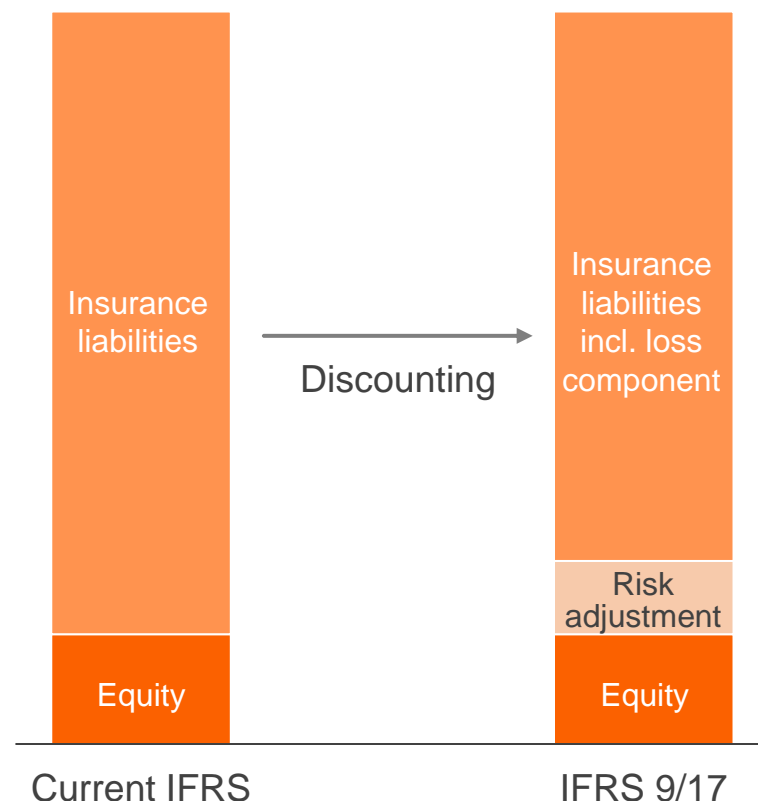 Insurance
liabilities
Discounting
Insurance
liabilities
incl. loss
component
Risk
adjustment
Equity
Equity
Current IFRS
IFRS 9/17